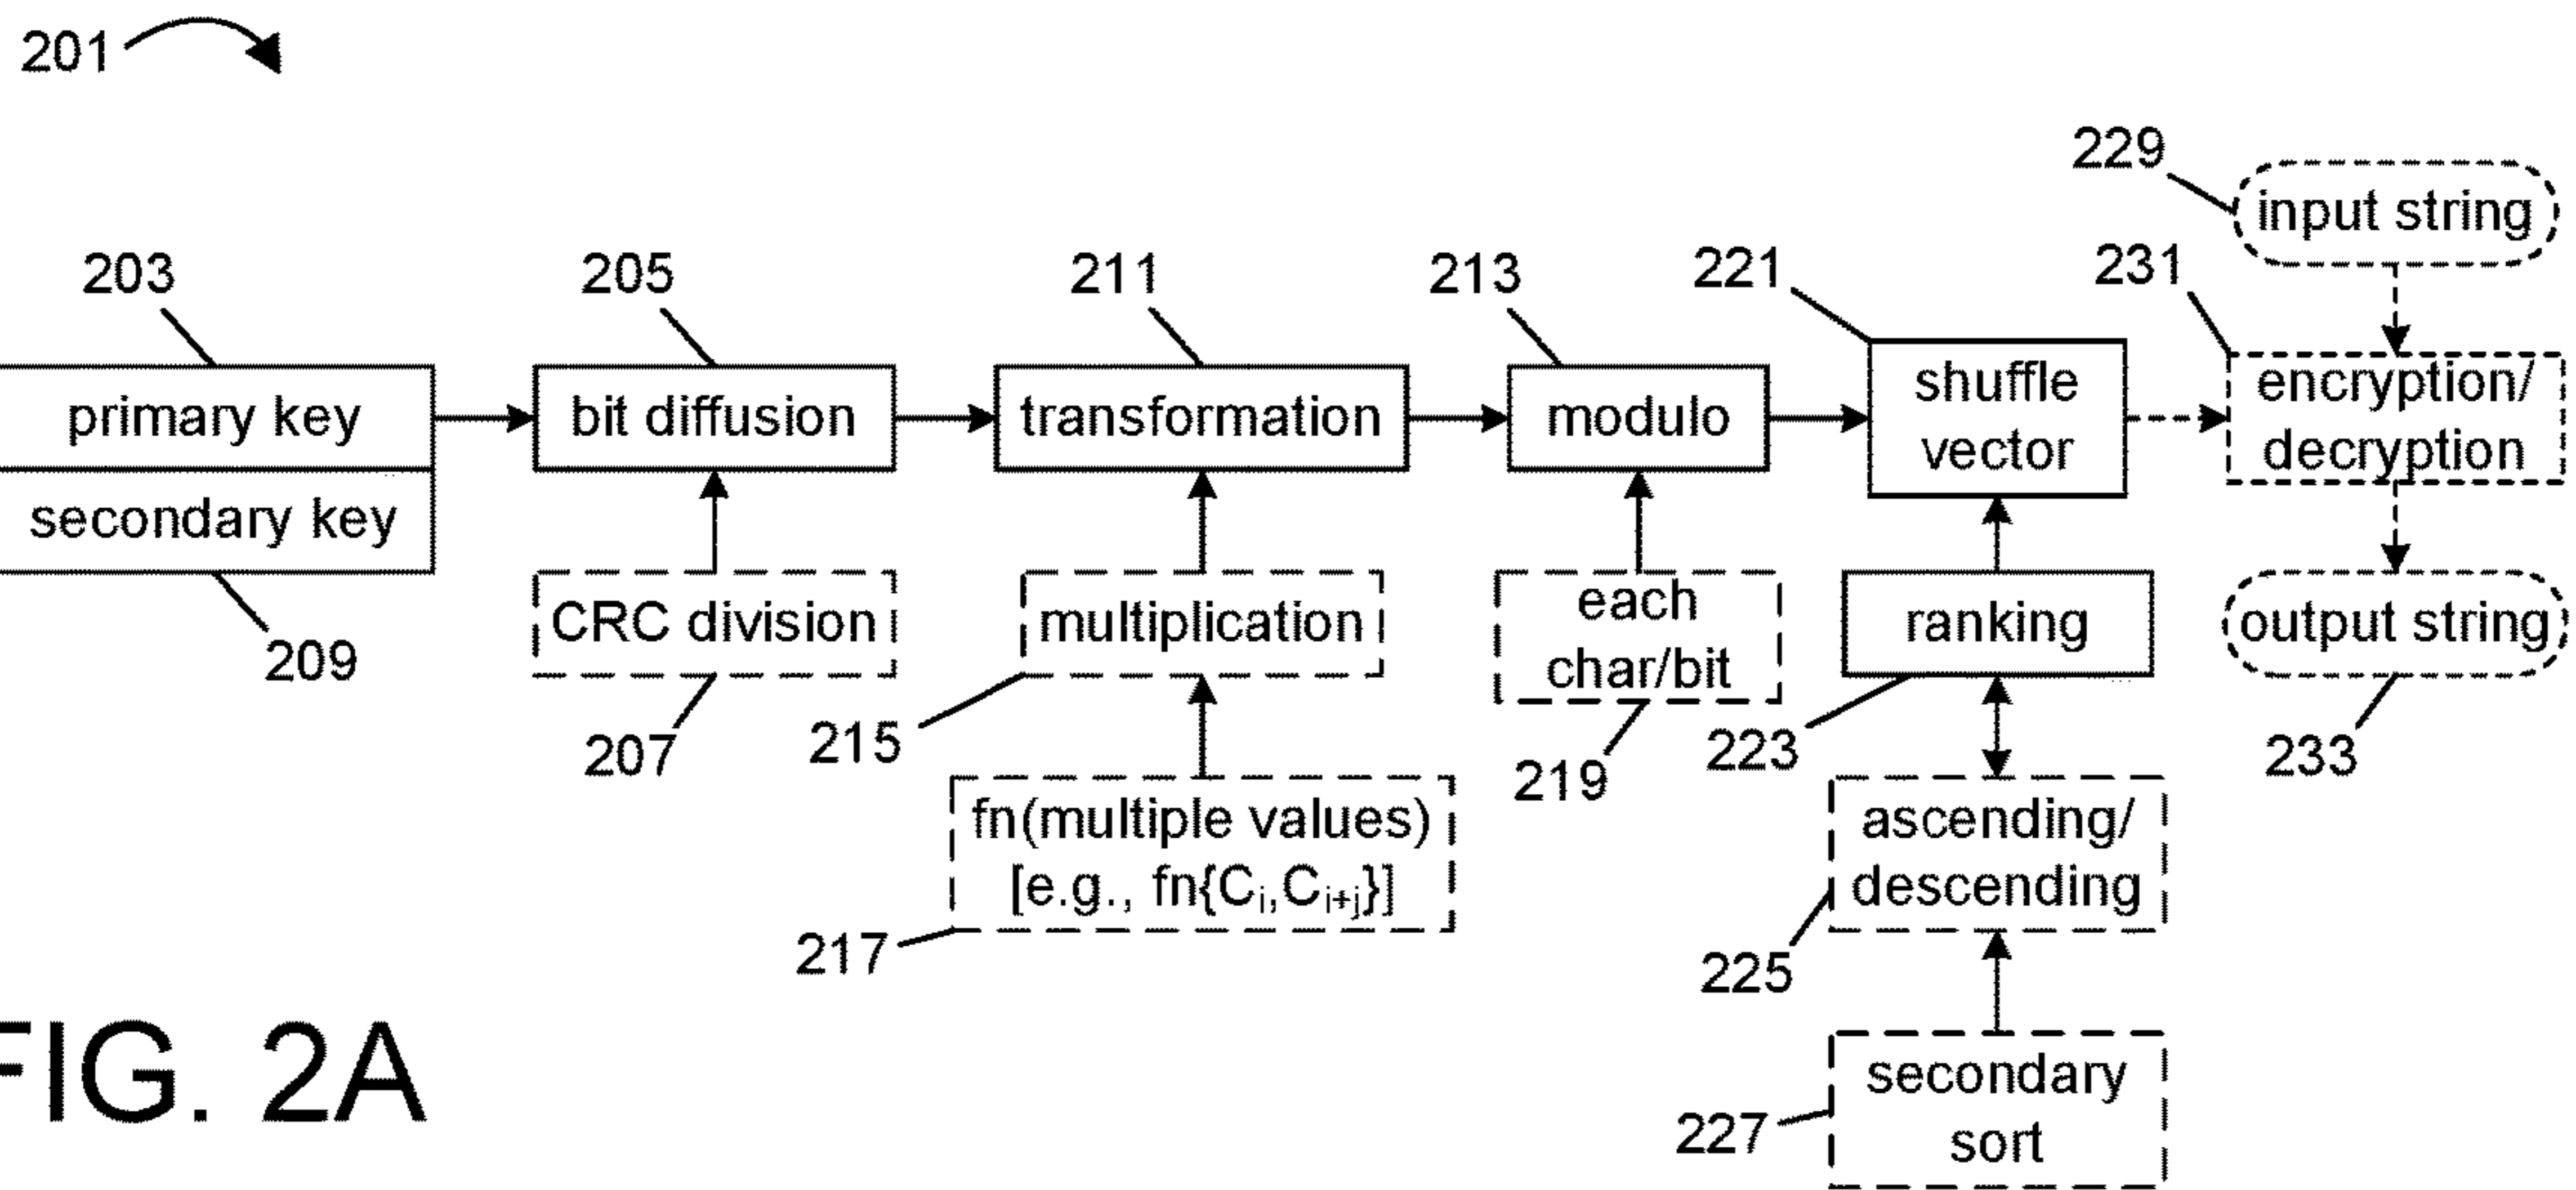 201
229
input string
203
205
211
213
221
231
primary key
bit diffusion
transformation
modulo
shuffle
vector
encryption/
decryption
secondary key
209
CRC division
207
multiplication
215
each
char/bit
219
ranking
223
output string
233
fn(multiple values)
[e.g., fn{Ci,Ci+j}]
217
ascending/
descending
225
secondary
sort
227
FIG. 2A